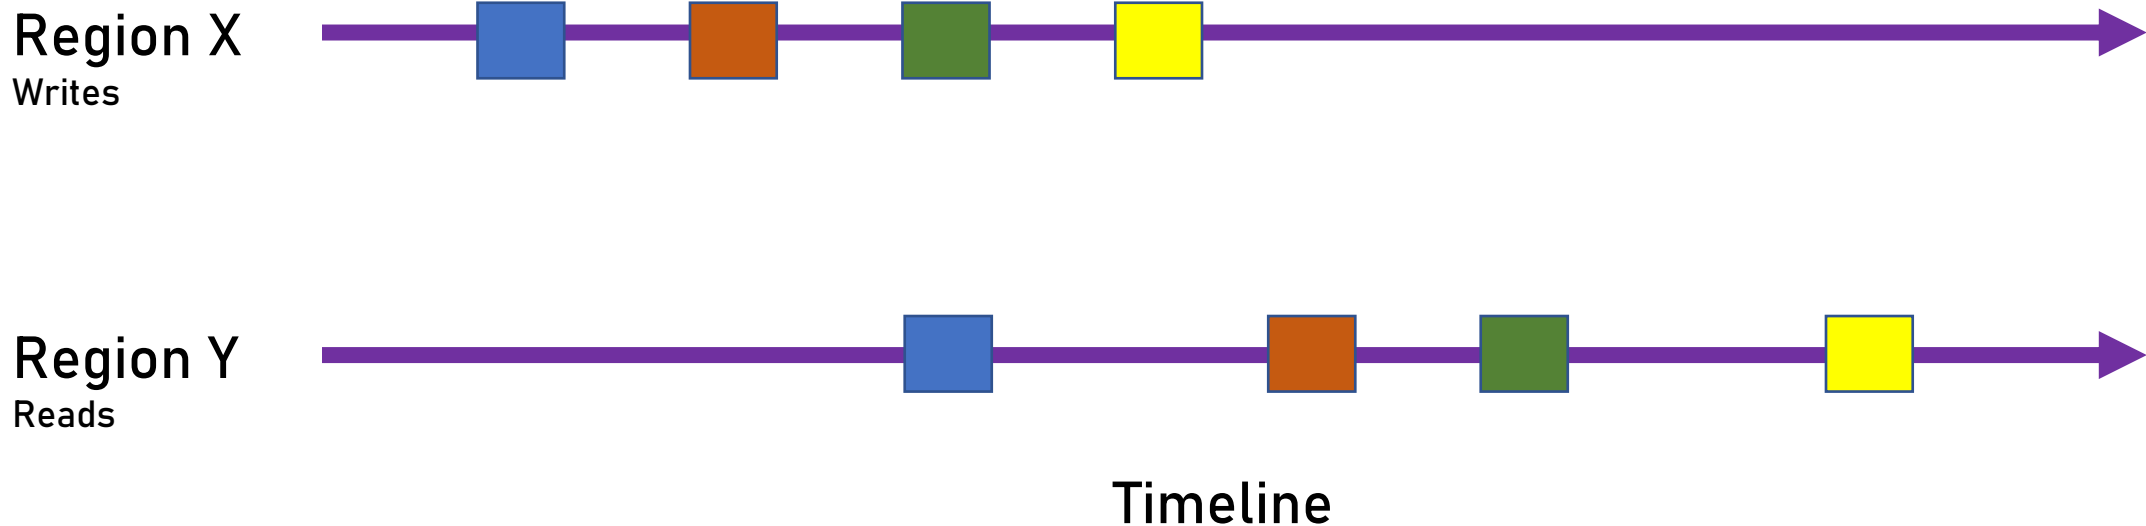 Region X
Writes
Region Y
Reads
Timeline